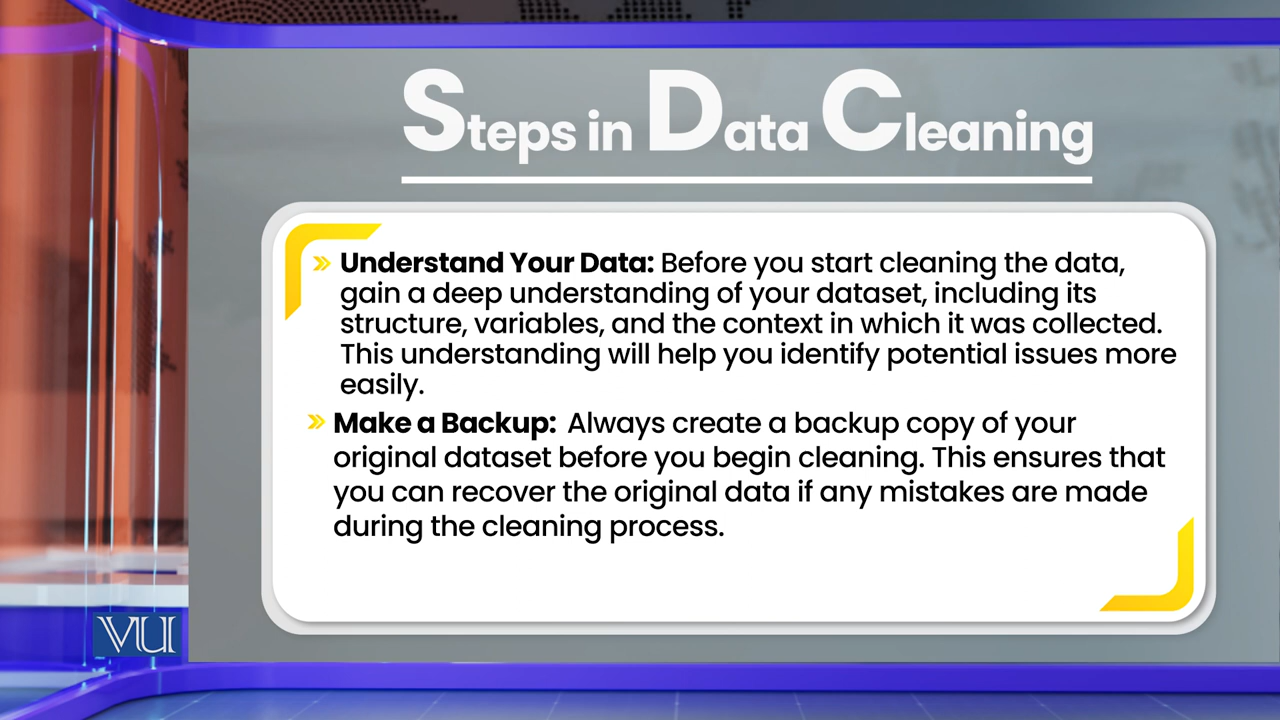 Steps in Data Cleaning
Understand Your Data: Before you start cleaning the data,
gain a deep understanding of your dataset, including its
structure, variables, and the context in which it was collected.
This understanding will help you identify potential issues more
easily.
Make a Backup: Always create a backup copy of your
original dataset before you begin cleaning. This ensures that
you can recover the original data if any mistakes are made
during the cleaning process.
VU